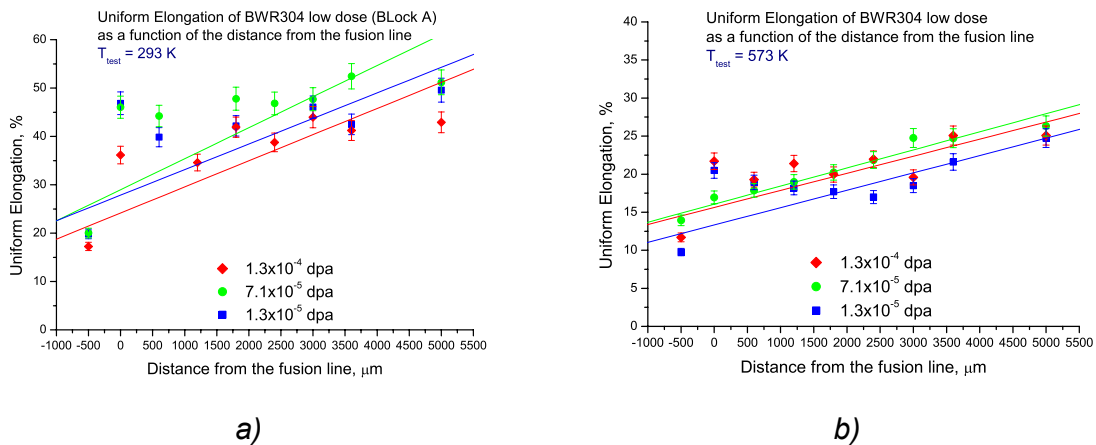 Uniform Elongation of BWR304 low dose (BLock A)
as a function of the distance from the fusion line
T_test = 293 K
60
50
40
30
20
10
0
Uniform Elongation, %
1.3x10^-4 dpa
7.1x10^-5 dpa
1.3x10^-5 dpa
-1000 -500 0 500 1000 1500 2000 2500 3000 3500 4000 4500 5000 5500
Distance from the fusion line, μm
a)
Uniform Elongation of BWR304 low dose
as a function of the distance from the fusion line
T_test = 573 K
40
35
30
25
20
15
10
5
0
Uniform Elongation, %
1.3x10^-4 dpa
7.1x10^-5 dpa
1.3x10^-5 dpa
-1000 -500 0 500 1000 1500 2000 2500 3000 3500 4000 4500 5000 5500
Distance from the fusion line, μm
b)